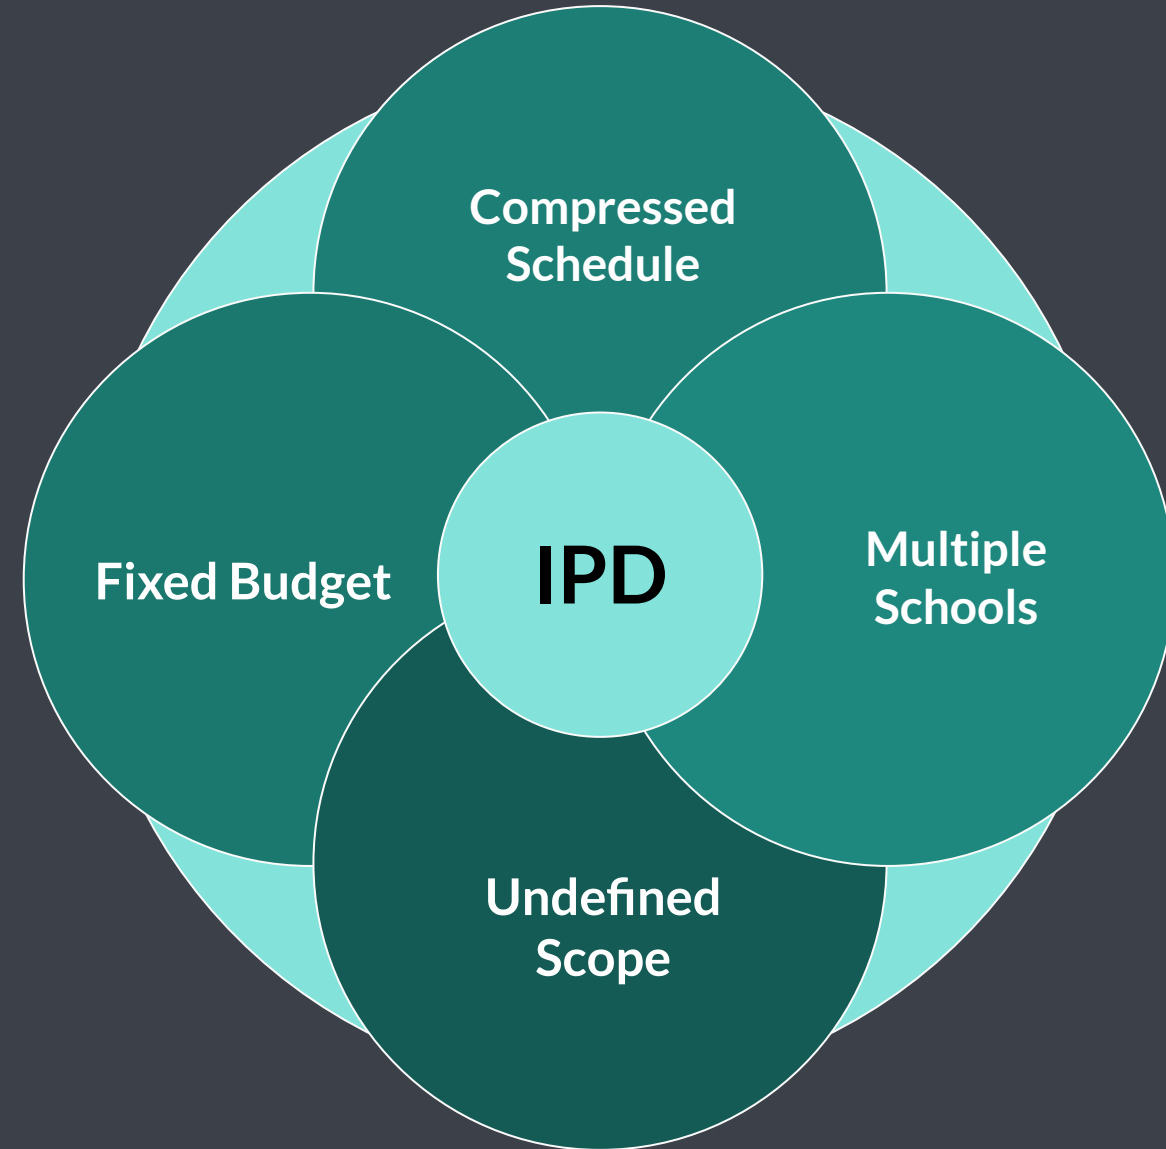 Compressed
Schedule
Fixed Budget
IPD
Multiple
Schools
Undefined
Scope